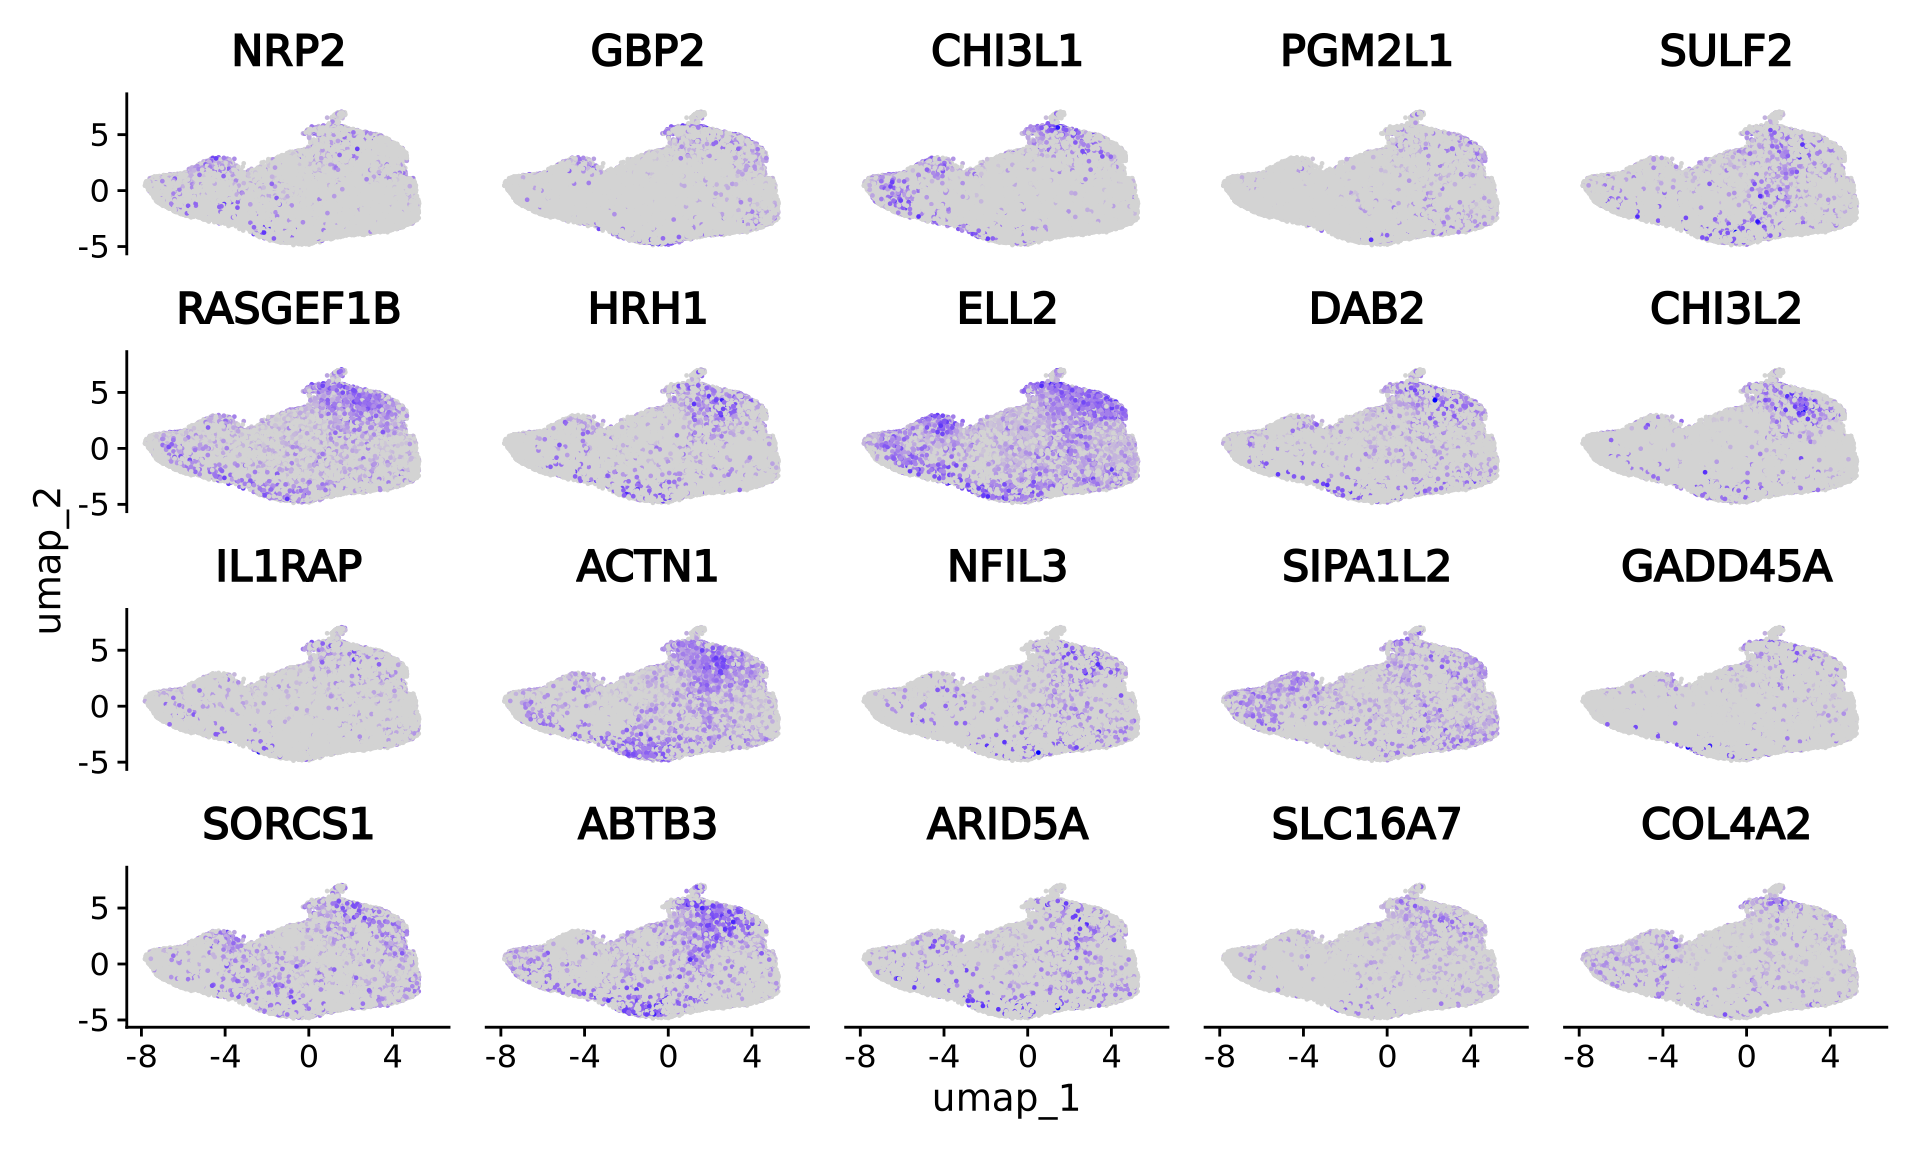 NRP2 GBP2 CHI3L1 PGM2L1 SULF2
5
0
-5
RASGEF1B HRH1 ELL2 DAB2 CHI3L2
5
0
-5
umap_2
IL1RAP ACTN1 NFIL3 SIPA1L2 GADD45A
5
0
-5
SORCS1 ABTB3 ARID5A SLC16A7 COL4A2
5
0
-5
-8 -4 0 4 -8 -4 0 4 -8 -4 0 4 -8 -4 0 4 -8 -4 0 4
umap_1